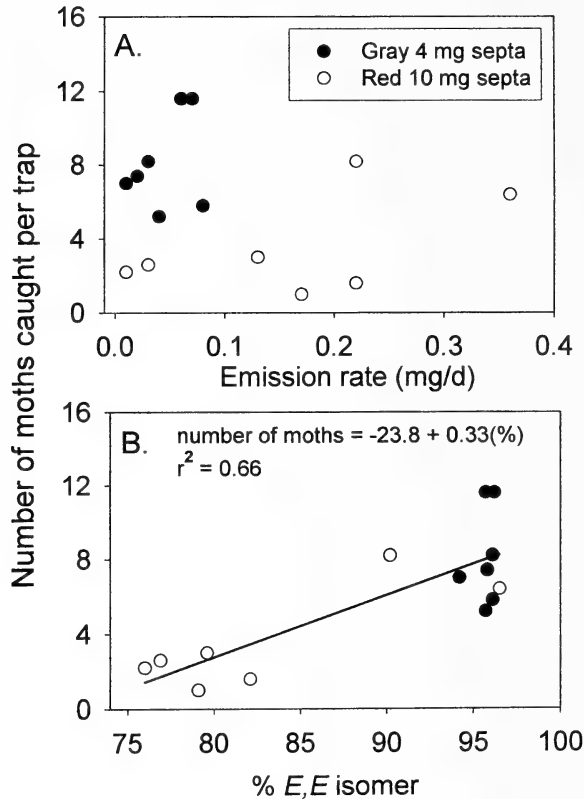 Number of moths caught per trap
16
12
8
4
0
A.
Gray 4 mg septa
Red 10 mg septa
0.0 0.1 0.2 0.3 0.4
Emission rate (mg/d)
16
12
8
4
0
B.
number of moths = -23.8 + 0.33(%)
r² = 0.66
75 80 85 90 95 100
% E,E isomer